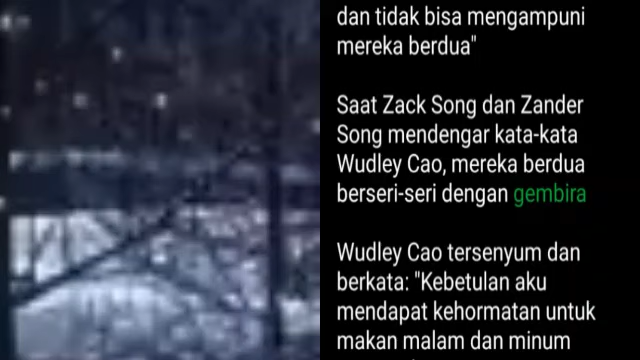 dan tidak bisa mengampuni
mereka berdua"
Saat Zack Song dan Zander
Song mendengar kata-kata
Wudley Cao, mereka berdua
berseri-seri dengan gembira
Wudley Cao tersenyum dan
berkata: "Kebetulan aku
mendapat kehormatan untuk
makan malam dan minum